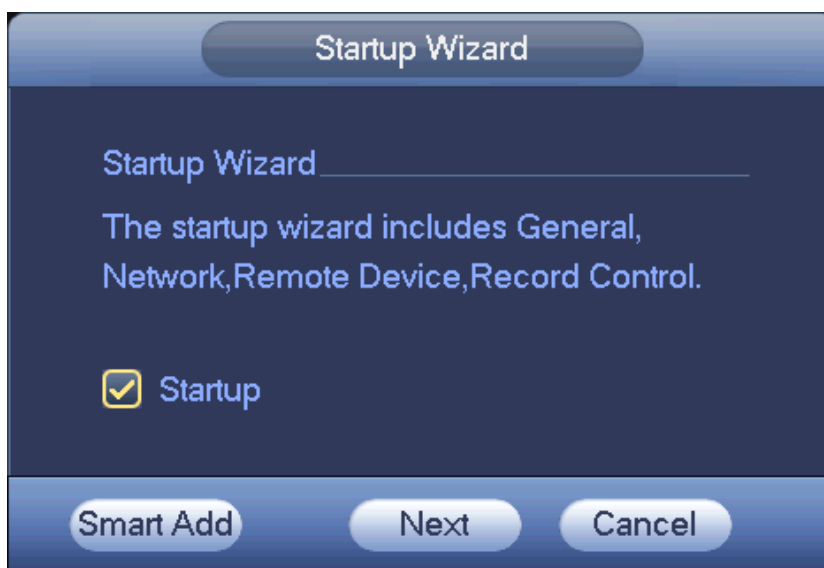 Startup Wizard
Startup Wizard
The startup wizard includes General,
Network,Remote Device,Record Control.
Startup
Smart Add Next Cancel